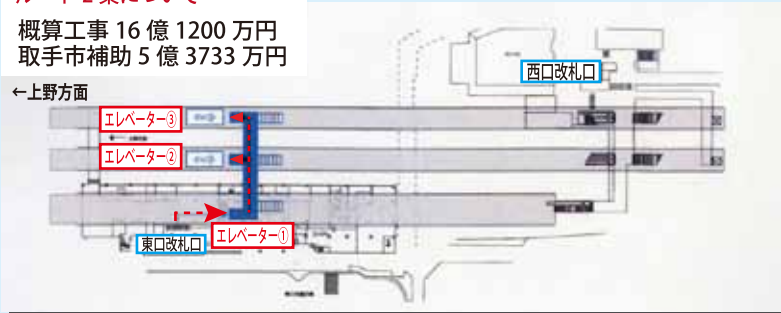 概算工事 16 億 1200 万円
取手市補助 5 億 3733 万円
←上野方面
西口改札口
エレベーター③
エレベーター②
エレベーター①
東口改札口